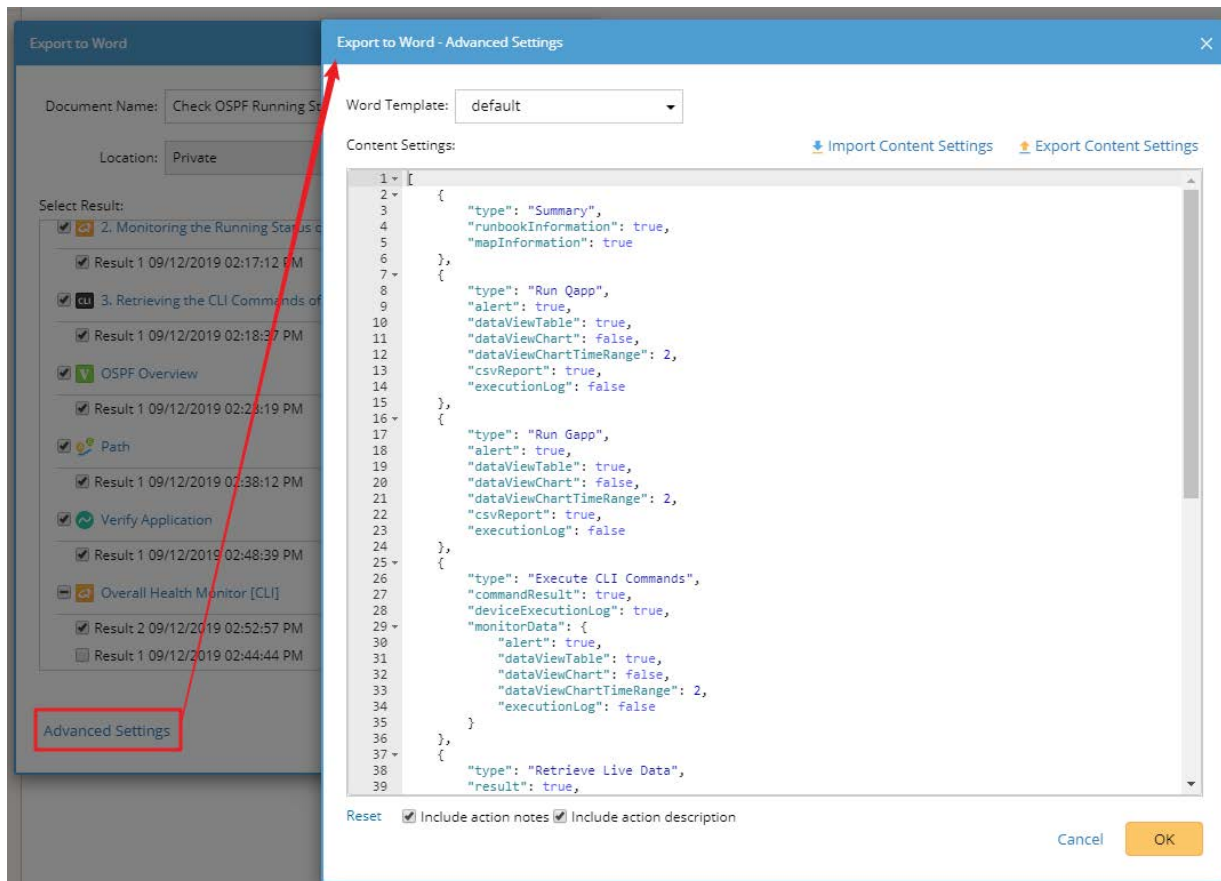 Export to Word
Document Name: Check OSPF Running St
Location: Private
Select Result:
2. Monitoring the Running Status o
Result 1 09/12/2019 02:17:12 PM
CLI 3. Retrieving the CLI Commands of
Result 1 09/12/2019 02:18:37 PM
V OSPF Overview
Result 1 09/12/2019 02:28:19 PM
Path
Result 1 09/12/2019 02:38:12 PM
Verify Application
Result 1 09/12/2019 02:48:39 PM
Overall Health Monitor [CLI]
Result 2 09/12/2019 02:52:57 PM
Result 1 09/12/2019 02:44:44 PM
Advanced Settings
Export to Word - Advanced Settings
Word Template: default
Content Settings: Import Content Settings Export Content Settings
1 [
2 {
3 "type": "Summary",
4 "runbookInformation": true,
5 "mapInformation": true
6 },
7 {
8 "type": "Run Qapp",
9 "alert": true,
10 "dataViewTable": true,
11 "dataViewChart": false,
12 "dataViewChartTimeRange": 2,
13 "csvReport": true,
14 "executionLog": false
15 },
16 {
17 "type": "Run Gapp",
18 "alert": true,
19 "dataViewTable": true,
20 "dataViewChart": false,
21 "dataViewChartTimeRange": 2,
22 "csvReport": true,
23 "executionLog": false
24 },
25 {
26 "type": "Execute CLI Commands",
27 "commandResult": true,
28 "deviceExecutionLog": true,
29 "monitorData": {
30 "alert": true,
31 "dataViewTable": true,
32 "dataViewChart": false,
33 "dataViewChartTimeRange": 2,
34 "executionLog": false
35 }
36 },
37 {
38 "type": "Retrieve Live Data",
39 "result": true,
Reset Include action notes Include action description
Cancel OK